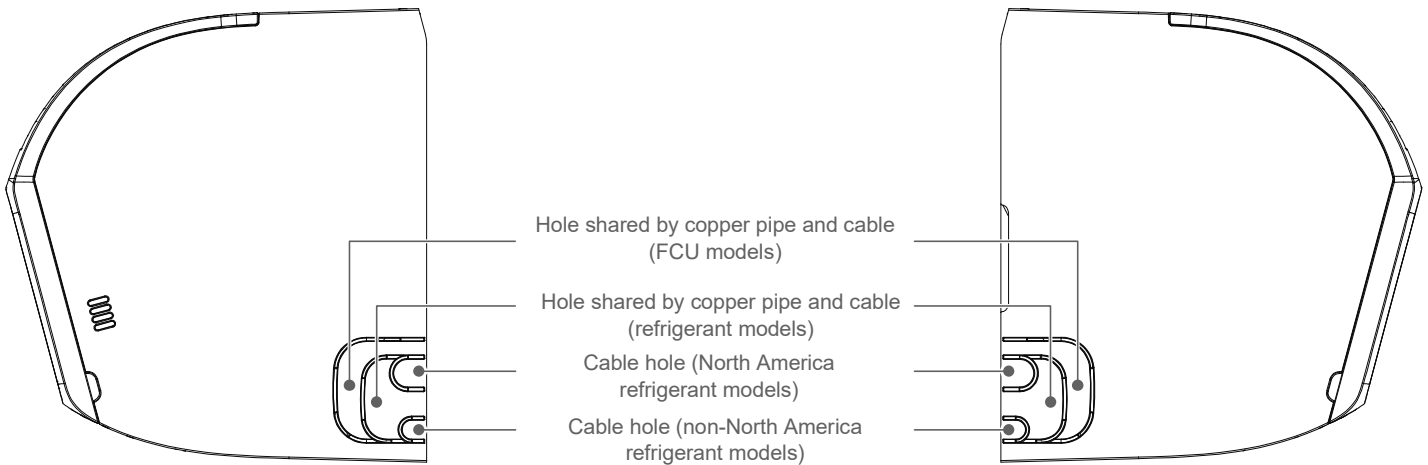 Hole shared by copper pipe and cable
(FCU models)
Hole shared by copper pipe and cable
(refrigerant models)
Cable hole (North America
refrigerant models)
Cable hole (non-North America
refrigerant models)